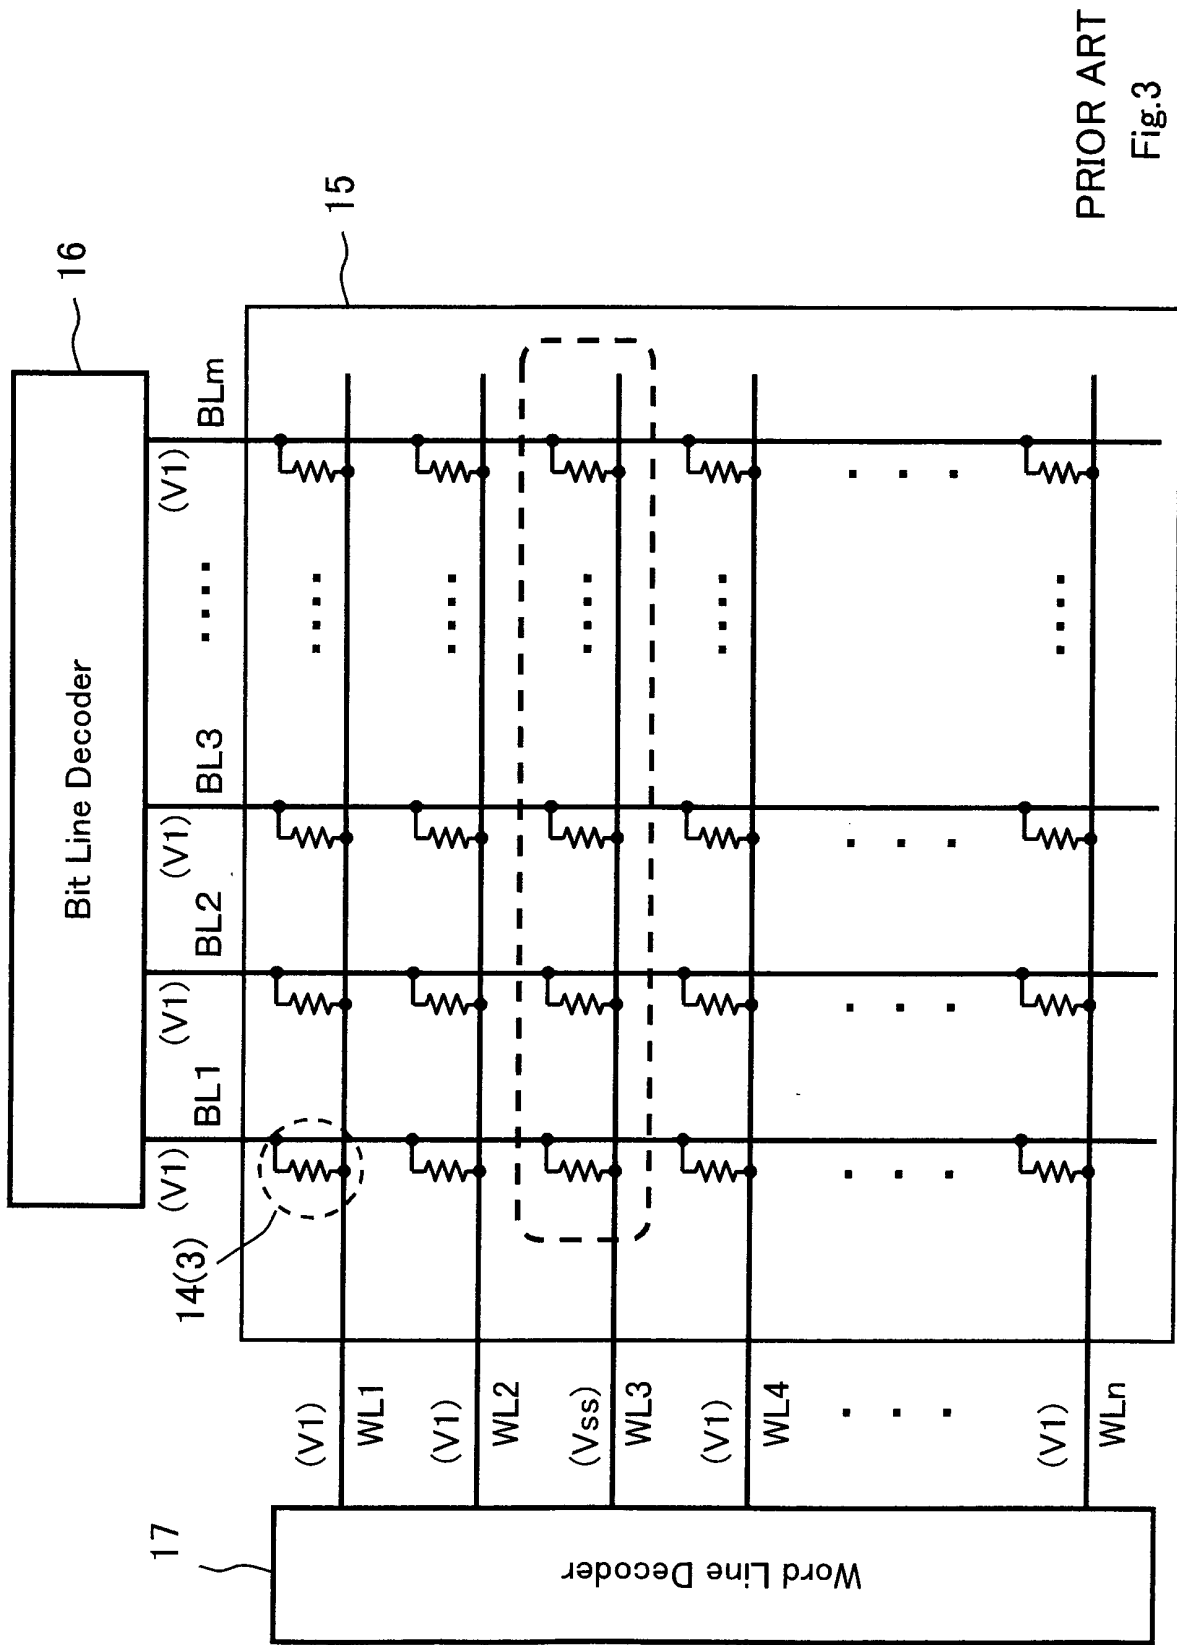 Bit Line Decoder
16
(V1)
(V1)
(V1)
(V1)
BL1
BL2
BL3
....
BLm
15
14(3)
17
Word Line Decoder
(V1)
WL1
(V1)
WL2
(Vss)
WL3
(V1)
WL4
. . .
(V1)
WLn
PRIOR ART
Fig.3